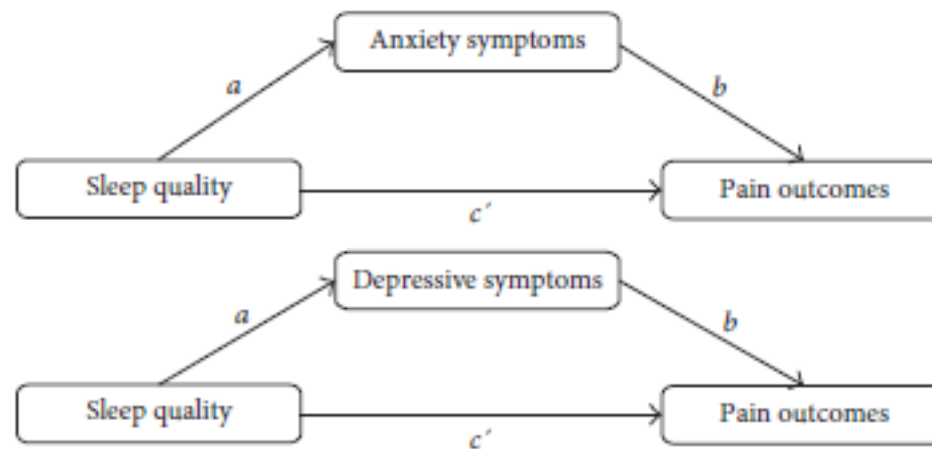 Anxiety symptoms
a
b
Sleep quality
Pain outcomes
c´
Depressive symptoms
a
b
Sleep quality
Pain outcomes
c´